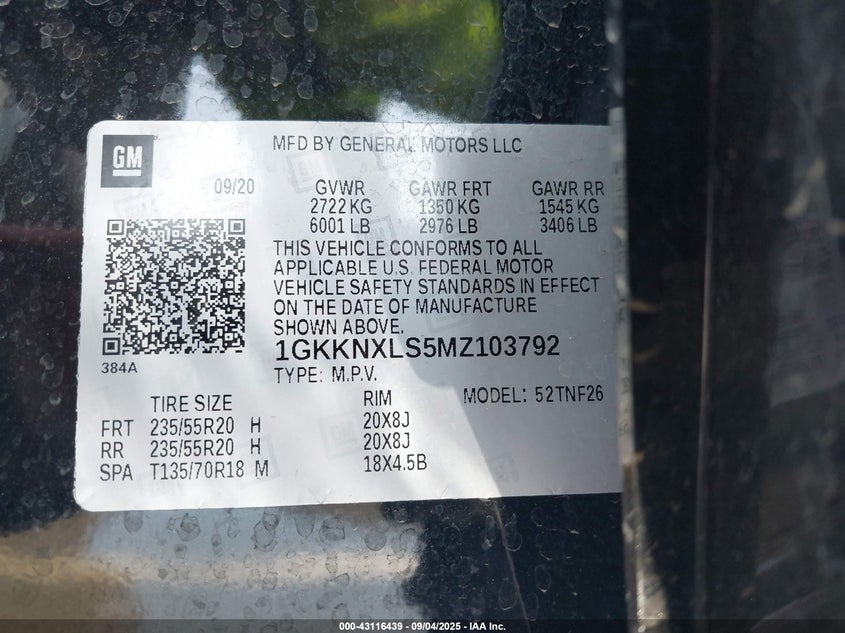 GM
MFD BY GENERAL MOTORS LLC
09/20 GVWR GAWR FRT GAWR RR
2722 KG 1350 KG 1545 KG
6001 LB 2976 LB 3406 LB
THIS VEHICLE CONFORMS TO ALL
APPLICABLE U.S. FEDERAL MOTOR
VEHICLE SAFETY STANDARDS IN EFFECT
ON THE DATE OF MANUFACTURE
SHOWN ABOVE.
384A
1GKKNXLS5MZ103792
TYPE: M.P.V.
MODEL: 52TNF26
TIRE SIZE RIM
FRT 235/55R20 H 20X8J
RR 235/55R20 H 20X8J
SPA T135/70R18 M 18X4.5B
000-43116439 - 09/04/2025 - IAA Inc.